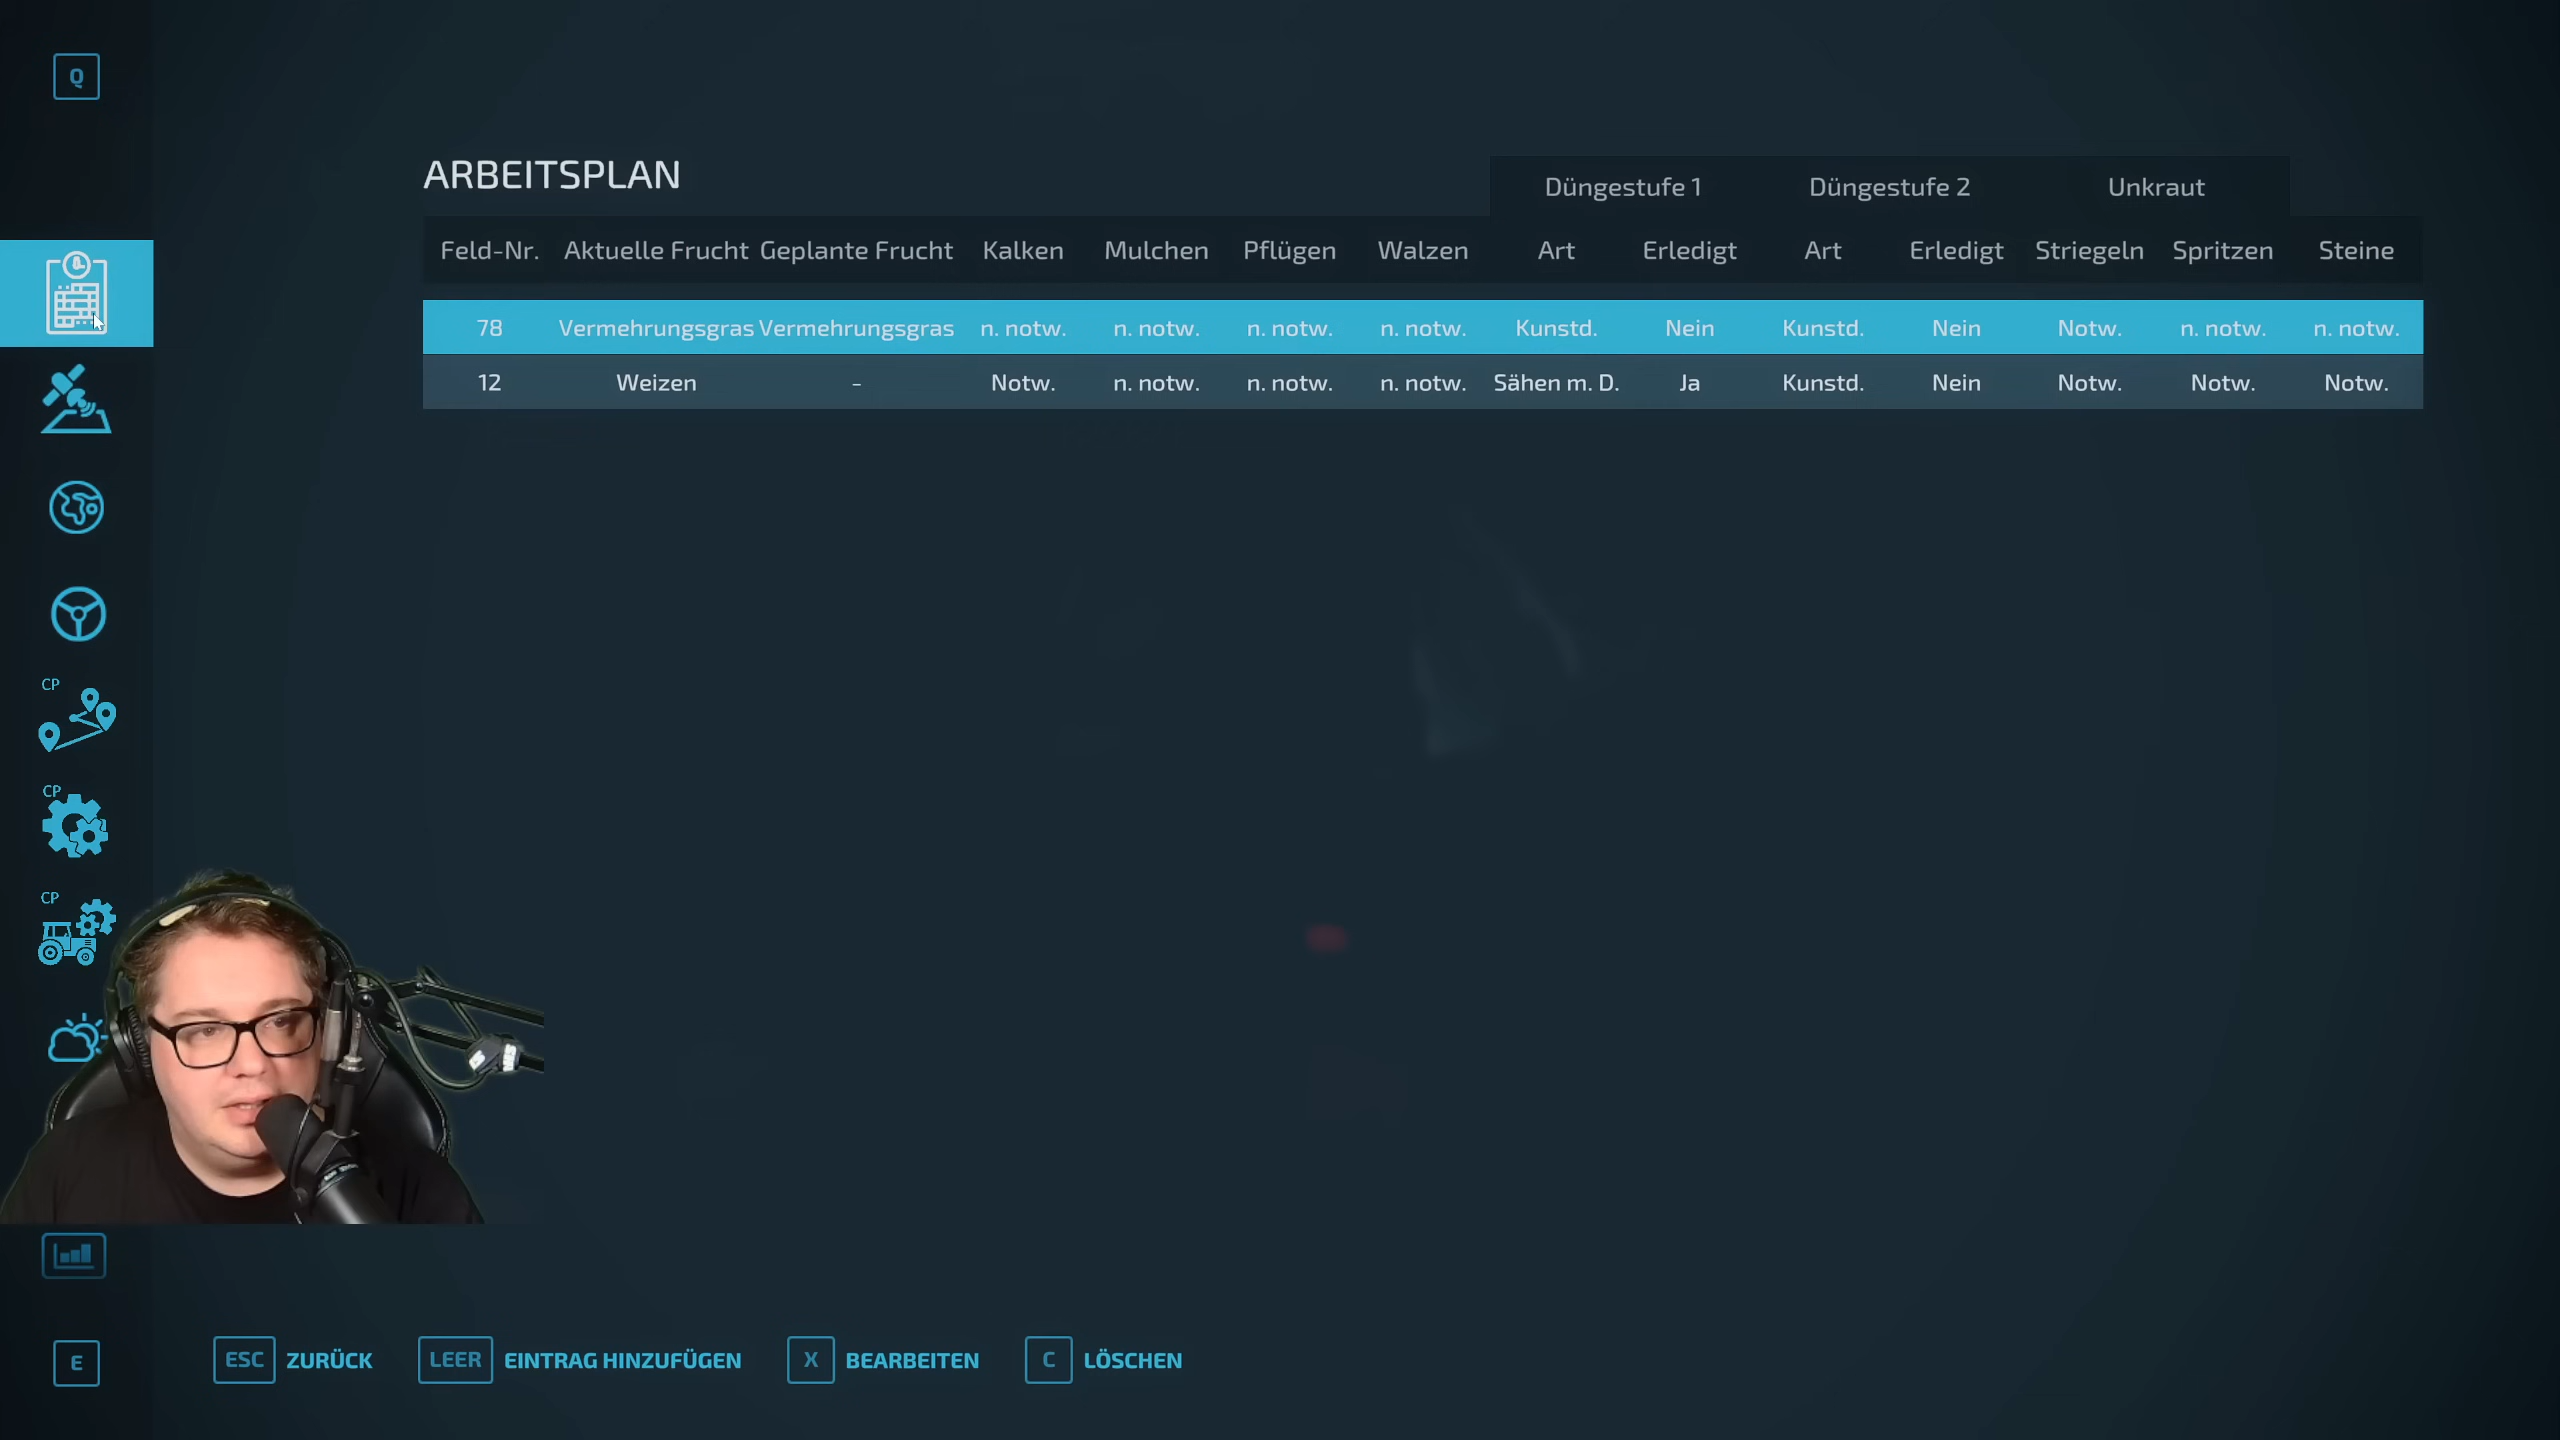 Q
ARBEITSPLAN
Düngestufe 1 Düngestufe 2 Unkraut
Feld-Nr. Aktuelle Frucht Geplante Frucht Kalken Mulchen Pflügen Walzen Art Erledigt Art Erledigt Striegeln Spritzen Steine
78 Vermehrungsgras Vermehrungsgras n. notw. n. notw. n. notw. n. notw. Kunstd. Nein Kunstd. Nein Notw. n. notw. n. notw.
12 Weizen - Notw. n. notw. n. notw. n. notw. Sähen m. D. Ja Kunstd. Nein Notw. Notw. Notw.
CP
CP
CP
E
ESC ZURÜCK LEER EINTRAG HINZUFÜGEN X BEARBEITEN C LÖSCHEN